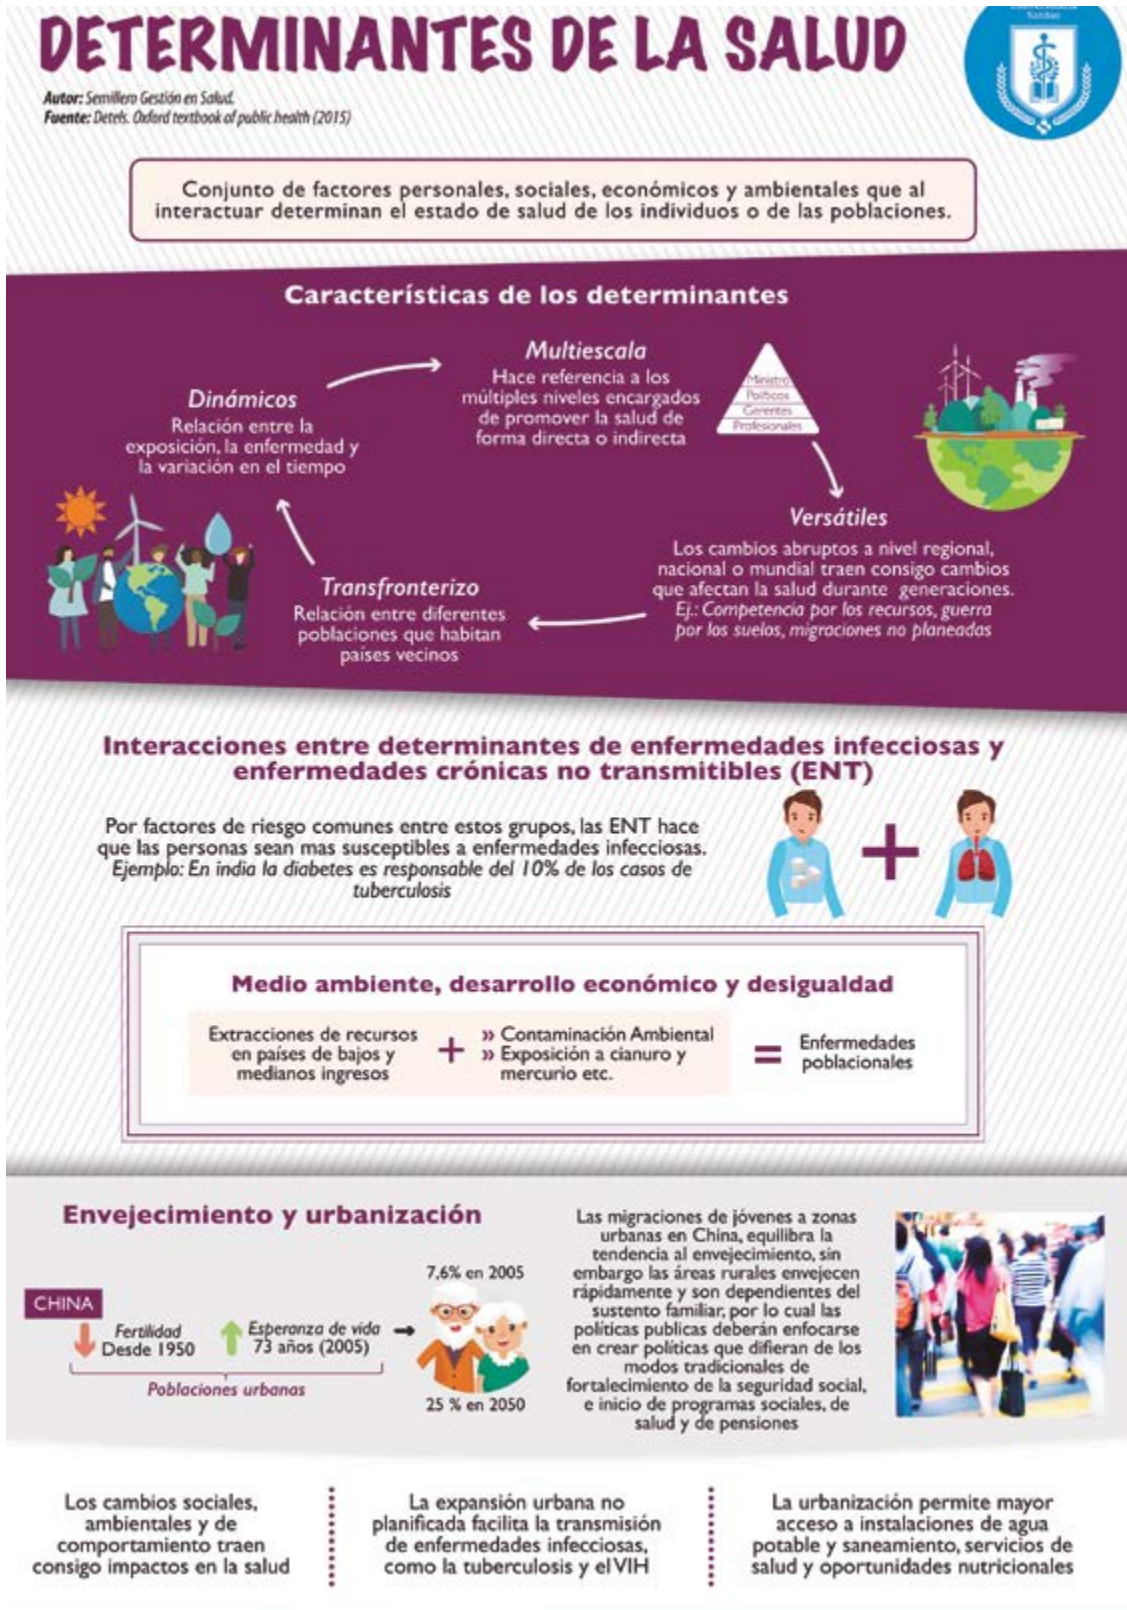 DETERMINANTES DE LA SALUD
Autor: Semillero Gestión en Salud.
Fuente: Detels. Oxford textbook of public health (2015)
Sanitas
Conjunto de factores personales, sociales, económicos y ambientales que al
interactuar determinan el estado de salud de los individuos o de las poblaciones.
Características de los determinantes
Multiescala
Hace referencia a los
múltiples niveles encargados
de promover la salud de
forma directa o indirecta
Ministro
Políticos
Gerentes
Profesionales
Dinámicos
Relación entre la
exposición, la enfermedad y
la variación en el tiempo
Versátiles
Los cambios abruptos a nivel regional,
nacional o mundial traen consigo cambios
que afectan la salud durante generaciones.
Ej.: Competencia por los recursos, guerra
por los suelos, migraciones no planeadas
Transfronterizo
Relación entre diferentes
poblaciones que habitan
países vecinos
Interacciones entre determinantes de enfermedades infecciosas y
enfermedades crónicas no transmitibles (ENT)
Por factores de riesgo comunes entre estos grupos, las ENT hace
que las personas sean mas susceptibles a enfermedades infecciosas.
Ejemplo: En india la diabetes es responsable del 10% de los casos de
tuberculosis
Medio ambiente, desarrollo económico y desigualdad
Extracciones de recursos
en países de bajos y
medianos ingresos
+
» Contaminación Ambiental
» Exposición a cianuro y
mercurio etc.
=
Enfermedades
poblacionales
Envejecimiento y urbanización
CHINA
Fertilidad
Desde 1950
Esperanza de vida
73 años (2005)
Poblaciones urbanas
7,6% en 2005
25 % en 2050
Las migraciones de jóvenes a zonas
urbanas en China, equilibra la
tendencia al envejecimiento, sin
embargo las áreas rurales envejecen
rápidamente y son dependientes del
sustento familiar, por lo cual las
políticas publicas deberán enfocarse
en crear políticas que difieran de los
modos tradicionales de
fortalecimiento de la seguridad social,
e inicio de programas sociales, de
salud y de pensiones
Los cambios sociales,
ambientales y de
comportamiento traen
consigo impactos en la salud
La expansión urbana no
planificada facilita la transmisión
de enfermedades infecciosas,
como la tuberculosis y el VIH
La urbanización permite mayor
acceso a instalaciones de agua
potable y saneamiento, servicios de
salud y oportunidades nutricionales